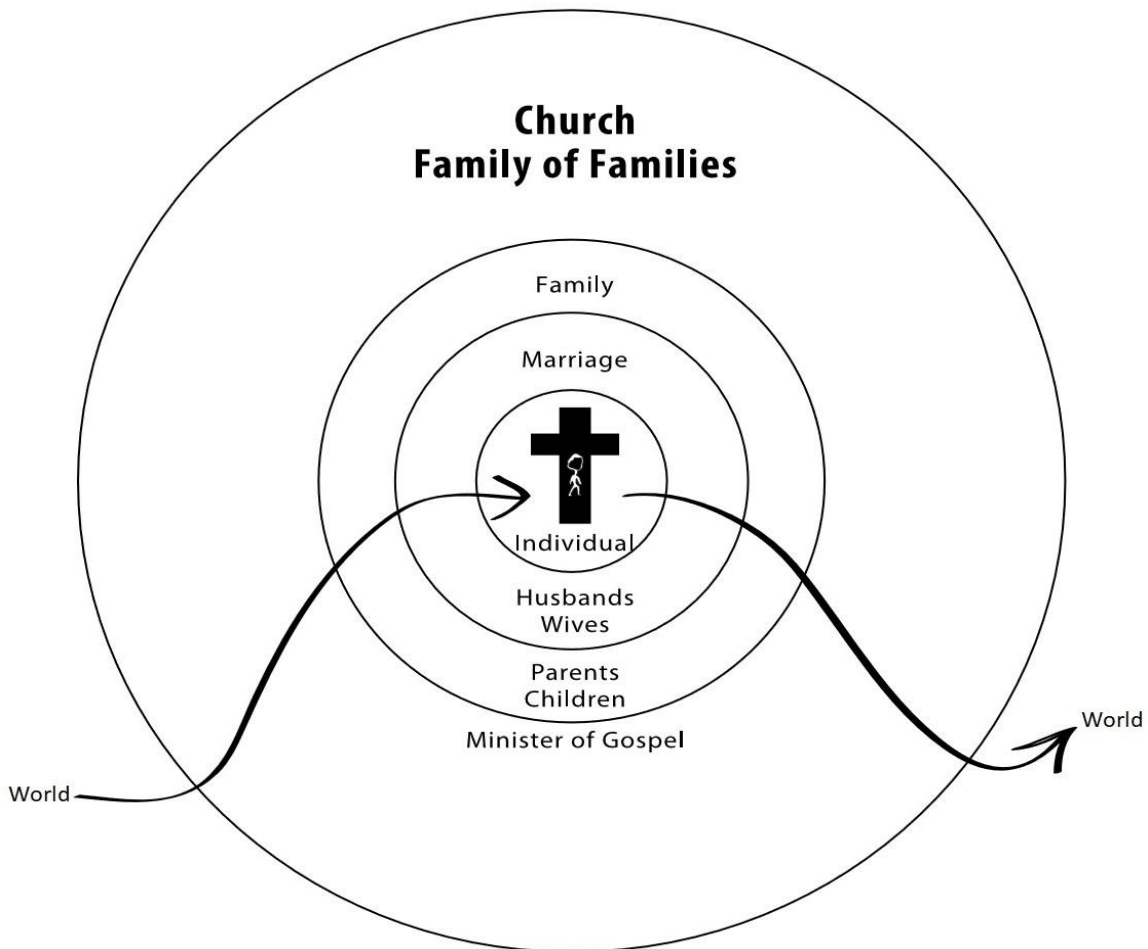 Church
Family of Families
Family
Marriage
Individual
Husbands
Wives
Parents
Children
Minister of Gospel
World
World